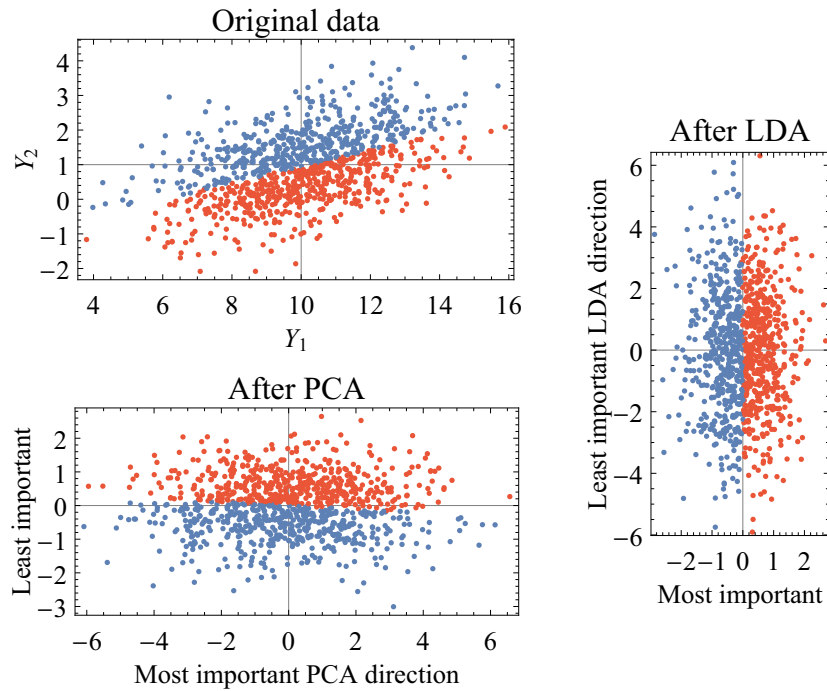 Original data
4
3
2
1
0
−1
−2
Y2
4 6 8 10 12 14 16
Y1
After PCA
2
1
0
−1
−2
−3
Least important
−6 −4 −2 0 2 4 6
Most important PCA direction
After LDA
6
4
2
0
−2
−4
−6
Least important LDA direction
−2 −1 0 1 2
Most important